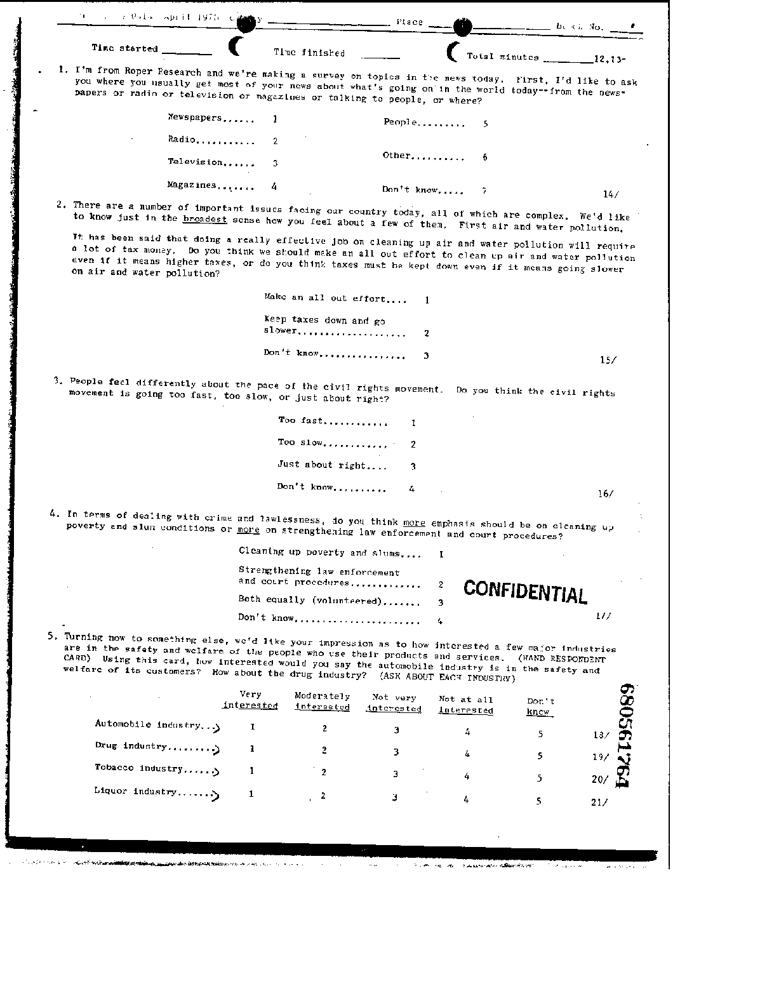 April 1978 Place No.
Time started Time finished Total minutes 12,13-
1. I'm from Roper Research and we're making a survey on topics in the news today. First, I'd like to ask
you where you usually get most of your news about what's going on in the world today--from the news-
papers or radio or television or magazines or talking to people, or where?
Newspapers...... 1 People......... 5
Radio........... 2
Other.......... 6
Television...... 3
Magazines....... 4 Don't know..... 7
14/
2. There are a number of important issues facing our country today, all of which are complex. We'd like
to know just in the broadest sense how you feel about a few of them. First air and water pollution.
It has been said that doing a really effective job on cleaning up air and water pollution will require
a lot of tax money. Do you think we should make an all out effort to clean up air and water pollution
even if it means higher taxes, or do you think taxes must be kept down even if it means going slower
on air and water pollution?
Make an all out effort.... 1
Keep taxes down and go
slower.................... 2
Don't know................ 3 15/
3. People feel differently about the pace of the civil rights movement. Do you think the civil rights
movement is going too fast, too slow, or just about right?
Too fast............ 1
Too slow............ 2
Just about right.... 3
Don't know.......... 4 16/
4. In terms of dealing with crime and lawlessness, do you think more emphasis should be on cleaning up
poverty and slum conditions or more on strengthening law enforcement and court procedures?
Cleaning up poverty and slums.... 1
Strengthening law enforcement
and court procedures............. 2
CONFIDENTIAL
Both equally (volunteered)....... 3
Don't know....................... 4 17/
5. Turning now to something else, we'd like your impression as to how interested a few major industries
are in the safety and welfare of the people who use their products and services. (HAND RESPONDENT
CARD) Using this card, how interested would you say the automobile industry is in the safety and
welfare of its customers? How about the drug industry? (ASK ABOUT EACH INDUSTRY)
Very Moderately Not very Not at all Don't
interested interested interested interested know
Automobile industry...> 1 2 3 4 5 18/
Drug industry.........> 1 2 3 4 5 19/
Tobacco industry......> 1 2 3 4 5 20/
Liquor industry.......> 1 2 3 4 5 21/
680561764